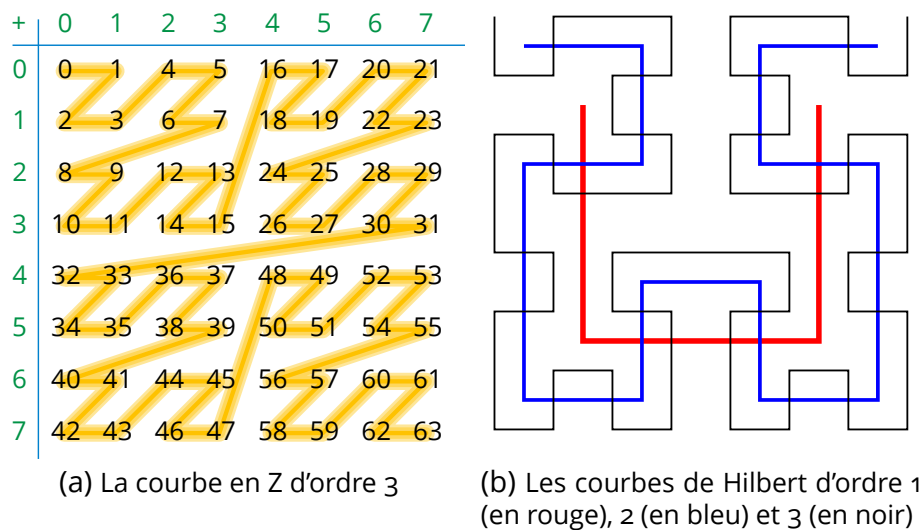 + 0 1 2 3 4 5 6 7
0 0 1 4 5 16 17 20 21
1 2 3 6 7 18 19 22 23
2 8 9 12 13 24 25 28 29
3 10 11 14 15 26 27 30 31
4 32 33 36 37 48 49 52 53
5 34 35 38 39 50 51 54 55
6 40 41 44 45 56 57 60 61
7 42 43 46 47 58 59 62 63
(a) La courbe en Z d'ordre 3
(b) Les courbes de Hilbert d'ordre 1
(en rouge), 2 (en bleu) et 3 (en noir)